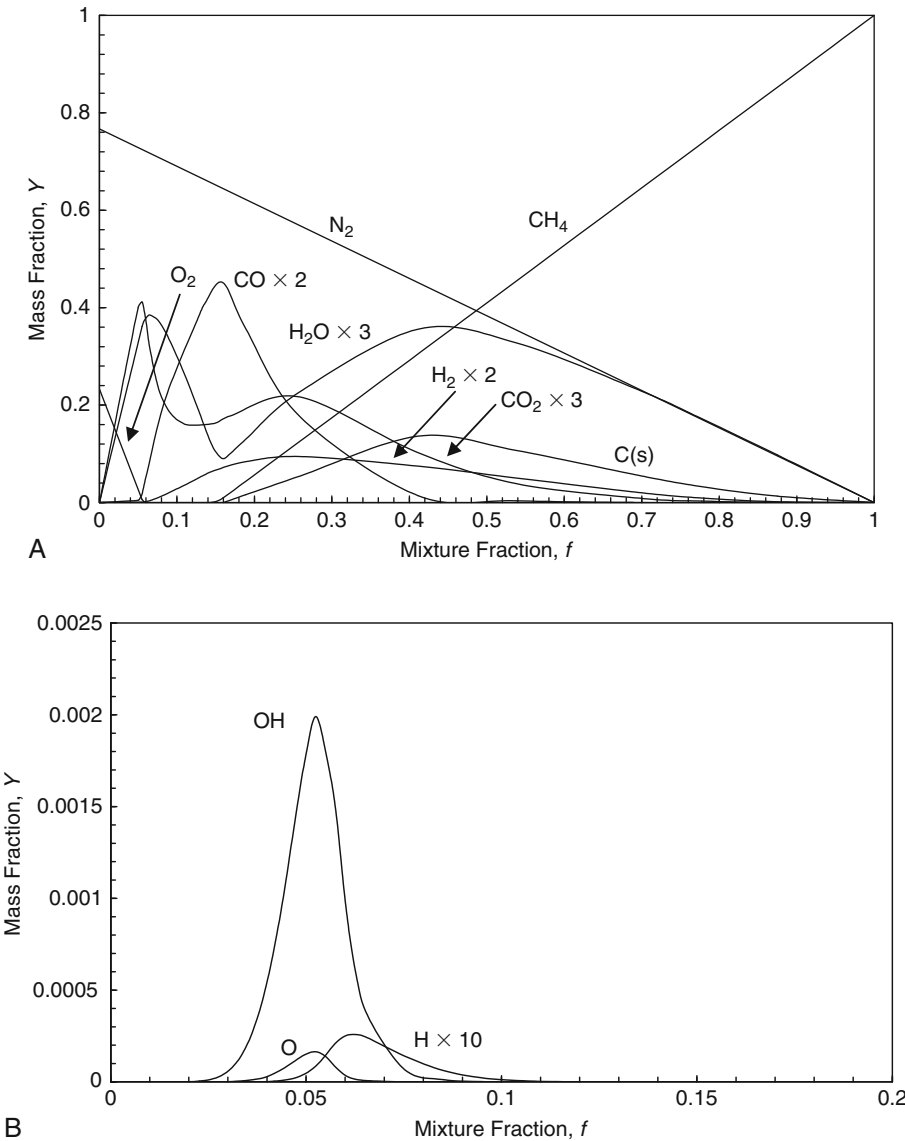 1
0.8
0.6
0.4
0.2
0
Mass Fraction, Y
N₂
CH₄
O₂
CO × 2
H₂O × 3
H₂ × 2
CO₂ × 3
C(s)
0 0.1 0.2 0.3 0.4 0.5 0.6 0.7 0.8 0.9 1
Mixture Fraction, f
A
0.0025
0.002
0.0015
0.001
0.0005
0
Mass Fraction, Y
OH
O
H × 10
0 0.05 0.1 0.15 0.2
Mixture Fraction, f
B